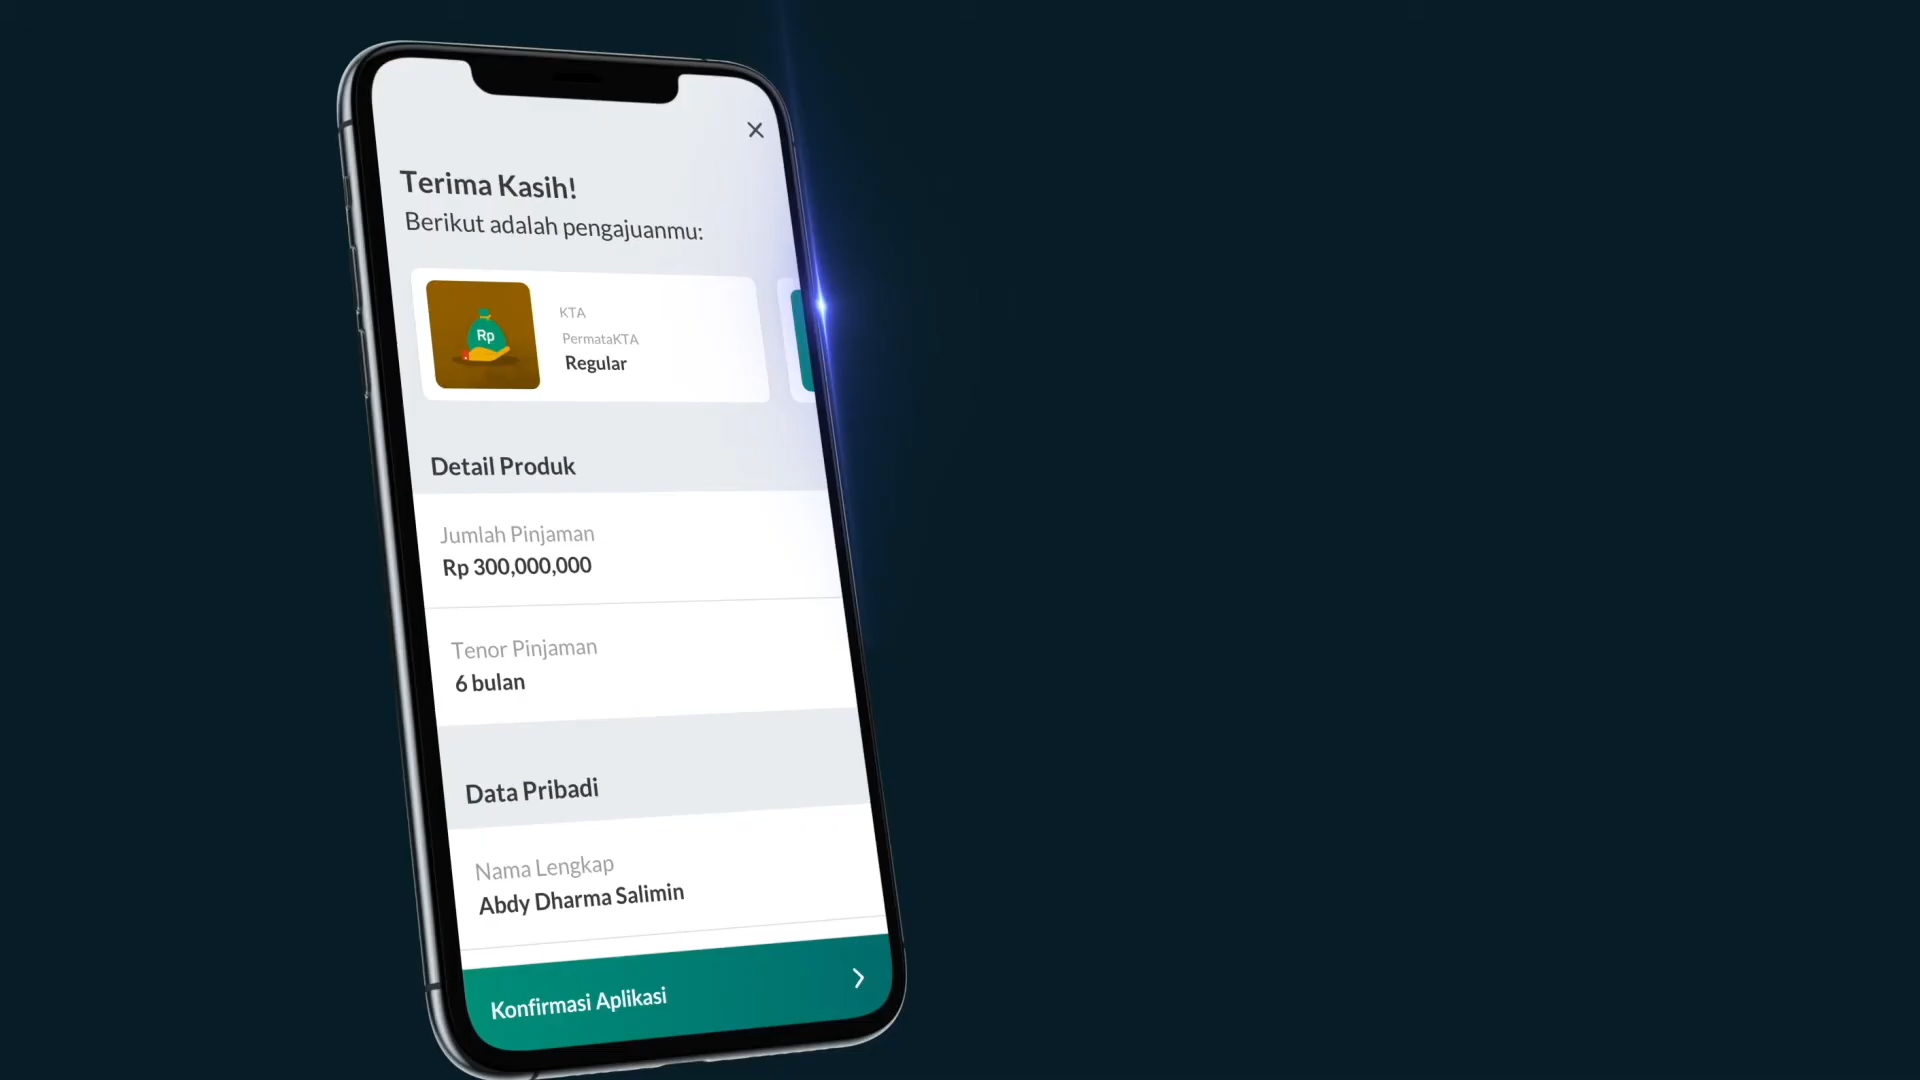 Terima Kasih!
Berikut adalah pengajuanmu:
Rp
KTA
PermataKTA
Regular
Detail Produk
Jumlah Pinjaman
Rp 300,000,000
Tenor Pinjaman
6 bulan
Data Pribadi
Nama Lengkap
Abdy Dharma Salimin
Konfirmasi Aplikasi